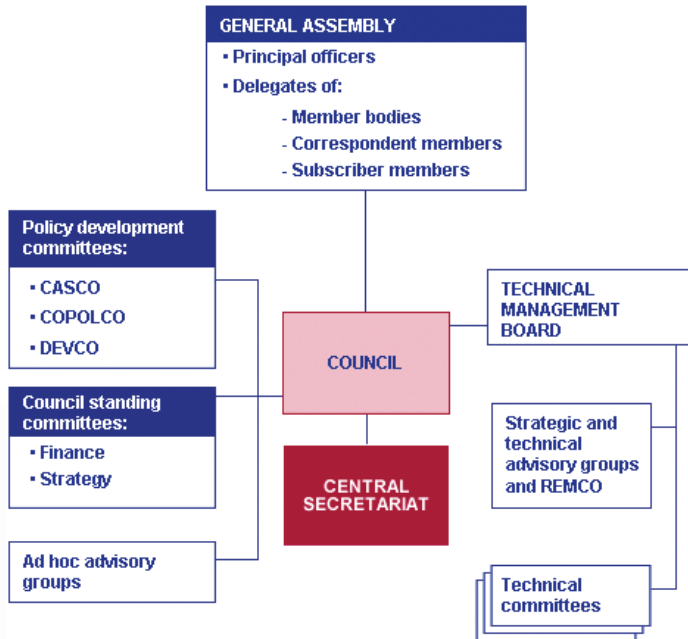 GENERAL ASSEMBLY
▪ Principal officers
▪ Delegates of:
- Member bodies
- Correspondent members
- Subscriber members
Policy development
committees:
▪ CASCO
▪ COPOLCO
▪ DEVCO
Council standing
committees:
▪ Finance
▪ Strategy
Ad hoc advisory
groups
COUNCIL
CENTRAL
SECRETARIAT
TECHNICAL
MANAGEMENT
BOARD
Strategic and
technical
advisory groups
and REMCO
Technical
committees